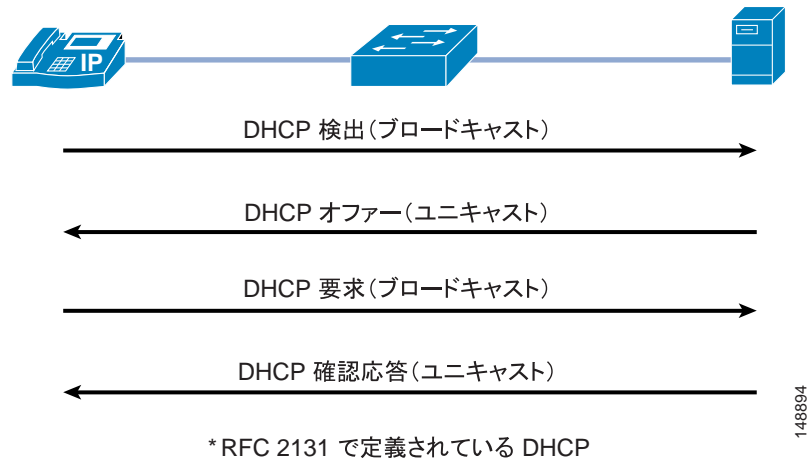 IP
DHCP 検出（ブロードキャスト）
DHCP オファー（ユニキャスト）
DHCP 要求（ブロードキャスト）
DHCP 確認応答（ユニキャスト）
* RFC 2131 で定義されている DHCP
148894